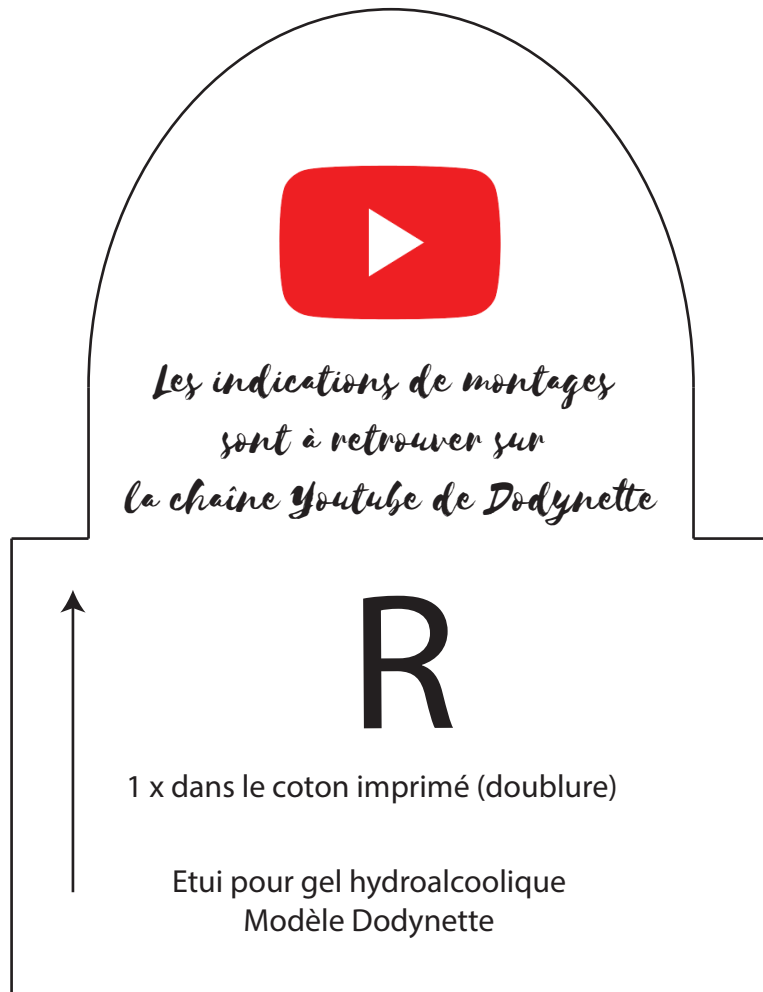 Les indications de montages
sont à retrouver sur
la chaîne Youtube de Dodynette
R
1 x dans le coton imprimé (doublure)
Etui pour gel hydroalcoolique
Modèle Dodynette